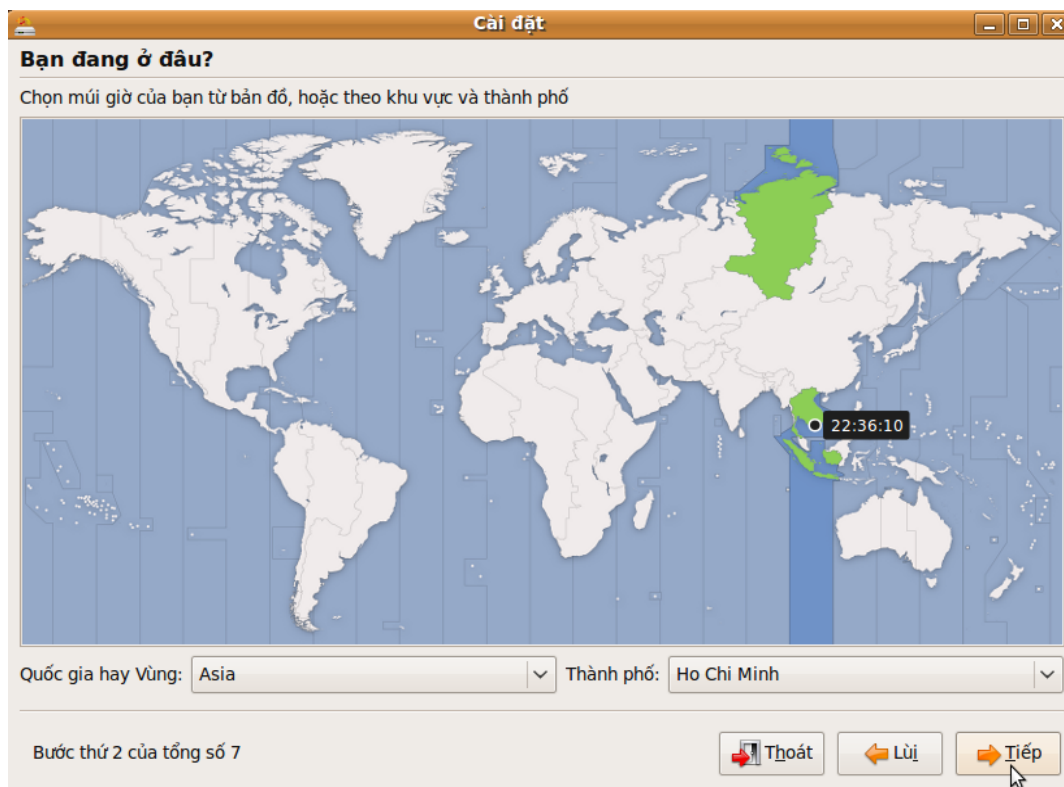 Cài đặt
Bạn đang ở đâu?
Chọn múi giờ của bạn từ bản đồ, hoặc theo khu vực và thành phố
22:36:10
Quốc gia hay Vùng: Asia Thành phố: Ho Chi Minh
Bước thứ 2 của tổng số 7 Thoát Lùi Tiếp